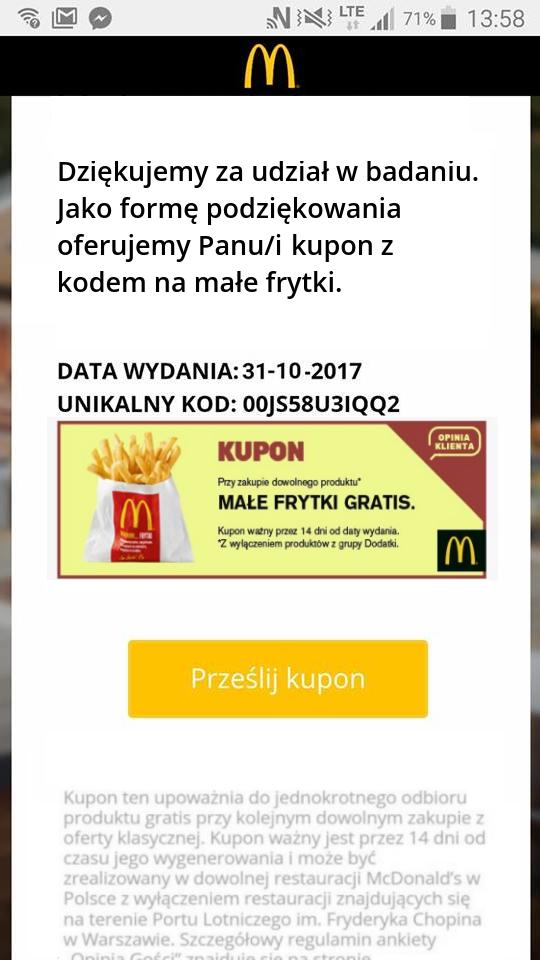 LTE 71% 13:58
Dziękujemy za udział w badaniu.
Jako formę podziękowania
oferujemy Panu/i kupon z
kodem na małe frytki.
DATA WYDANIA: 31-10-2017
UNIKALNY KOD: 00JS58U3IQQ2
OPINIA
KLIENTA
KUPON
Przy zakupie dowolnego produktu*
MAŁE FRYTKI GRATIS.
Kupon ważny przez 14 dni od daty wydania.
*Z wyłączeniem produktów z grupy Dodatki.
Prześlij kupon
Kupon ten upoważnia do jednokrotnego odbioru
produktu gratis przy kolejnym dowolnym zakupie z
oferty klasycznej. Kupon ważny jest przez 14 dni od
czasu jego wygenerowania i może być
zrealizowany w dowolnej restauracji McDonald's w
Polsce z wyłączeniem restauracji znajdujących się
na terenie Portu Lotniczego im. Fryderyka Chopina
w Warszawie. Szczegółowy regulamin ankiety
„Opinia Gości” znajduje się na stronie